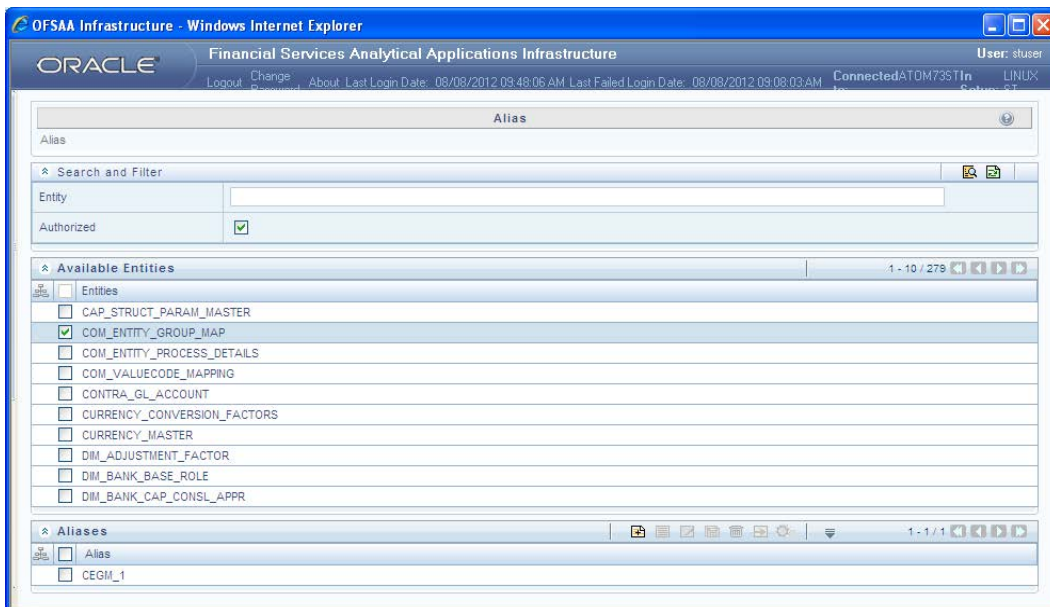 OFSAA Infrastructure - Windows Internet Explorer
ORACLE
Financial Services Analytical Applications Infrastructure
User: stuser
Logout Change About Last Login Date: 08/08/2012 09:48:06 AM Last Failed Login Date: 08/08/2012 09:08:03 AM Connected ATOM73ST In LINUX
Alias
Alias
Search and Filter
Entity
Authorized
Available Entities 1 - 10 / 279
Entities
CAP_STRUCT_PARAM_MASTER
COM_ENTITY_GROUP_MAP
COM_ENTITY_PROCESS_DETAILS
COM_VALUECODE_MAPPING
CONTRA_GL_ACCOUNT
CURRENCY_CONVERSION_FACTORS
CURRENCY_MASTER
DIM_ADJUSTMENT_FACTOR
DIM_BANK_BASE_ROLE
DIM_BANK_CAP_CONSL_APPR
Aliases 1 - 1 / 1
Alias
CEGM_1